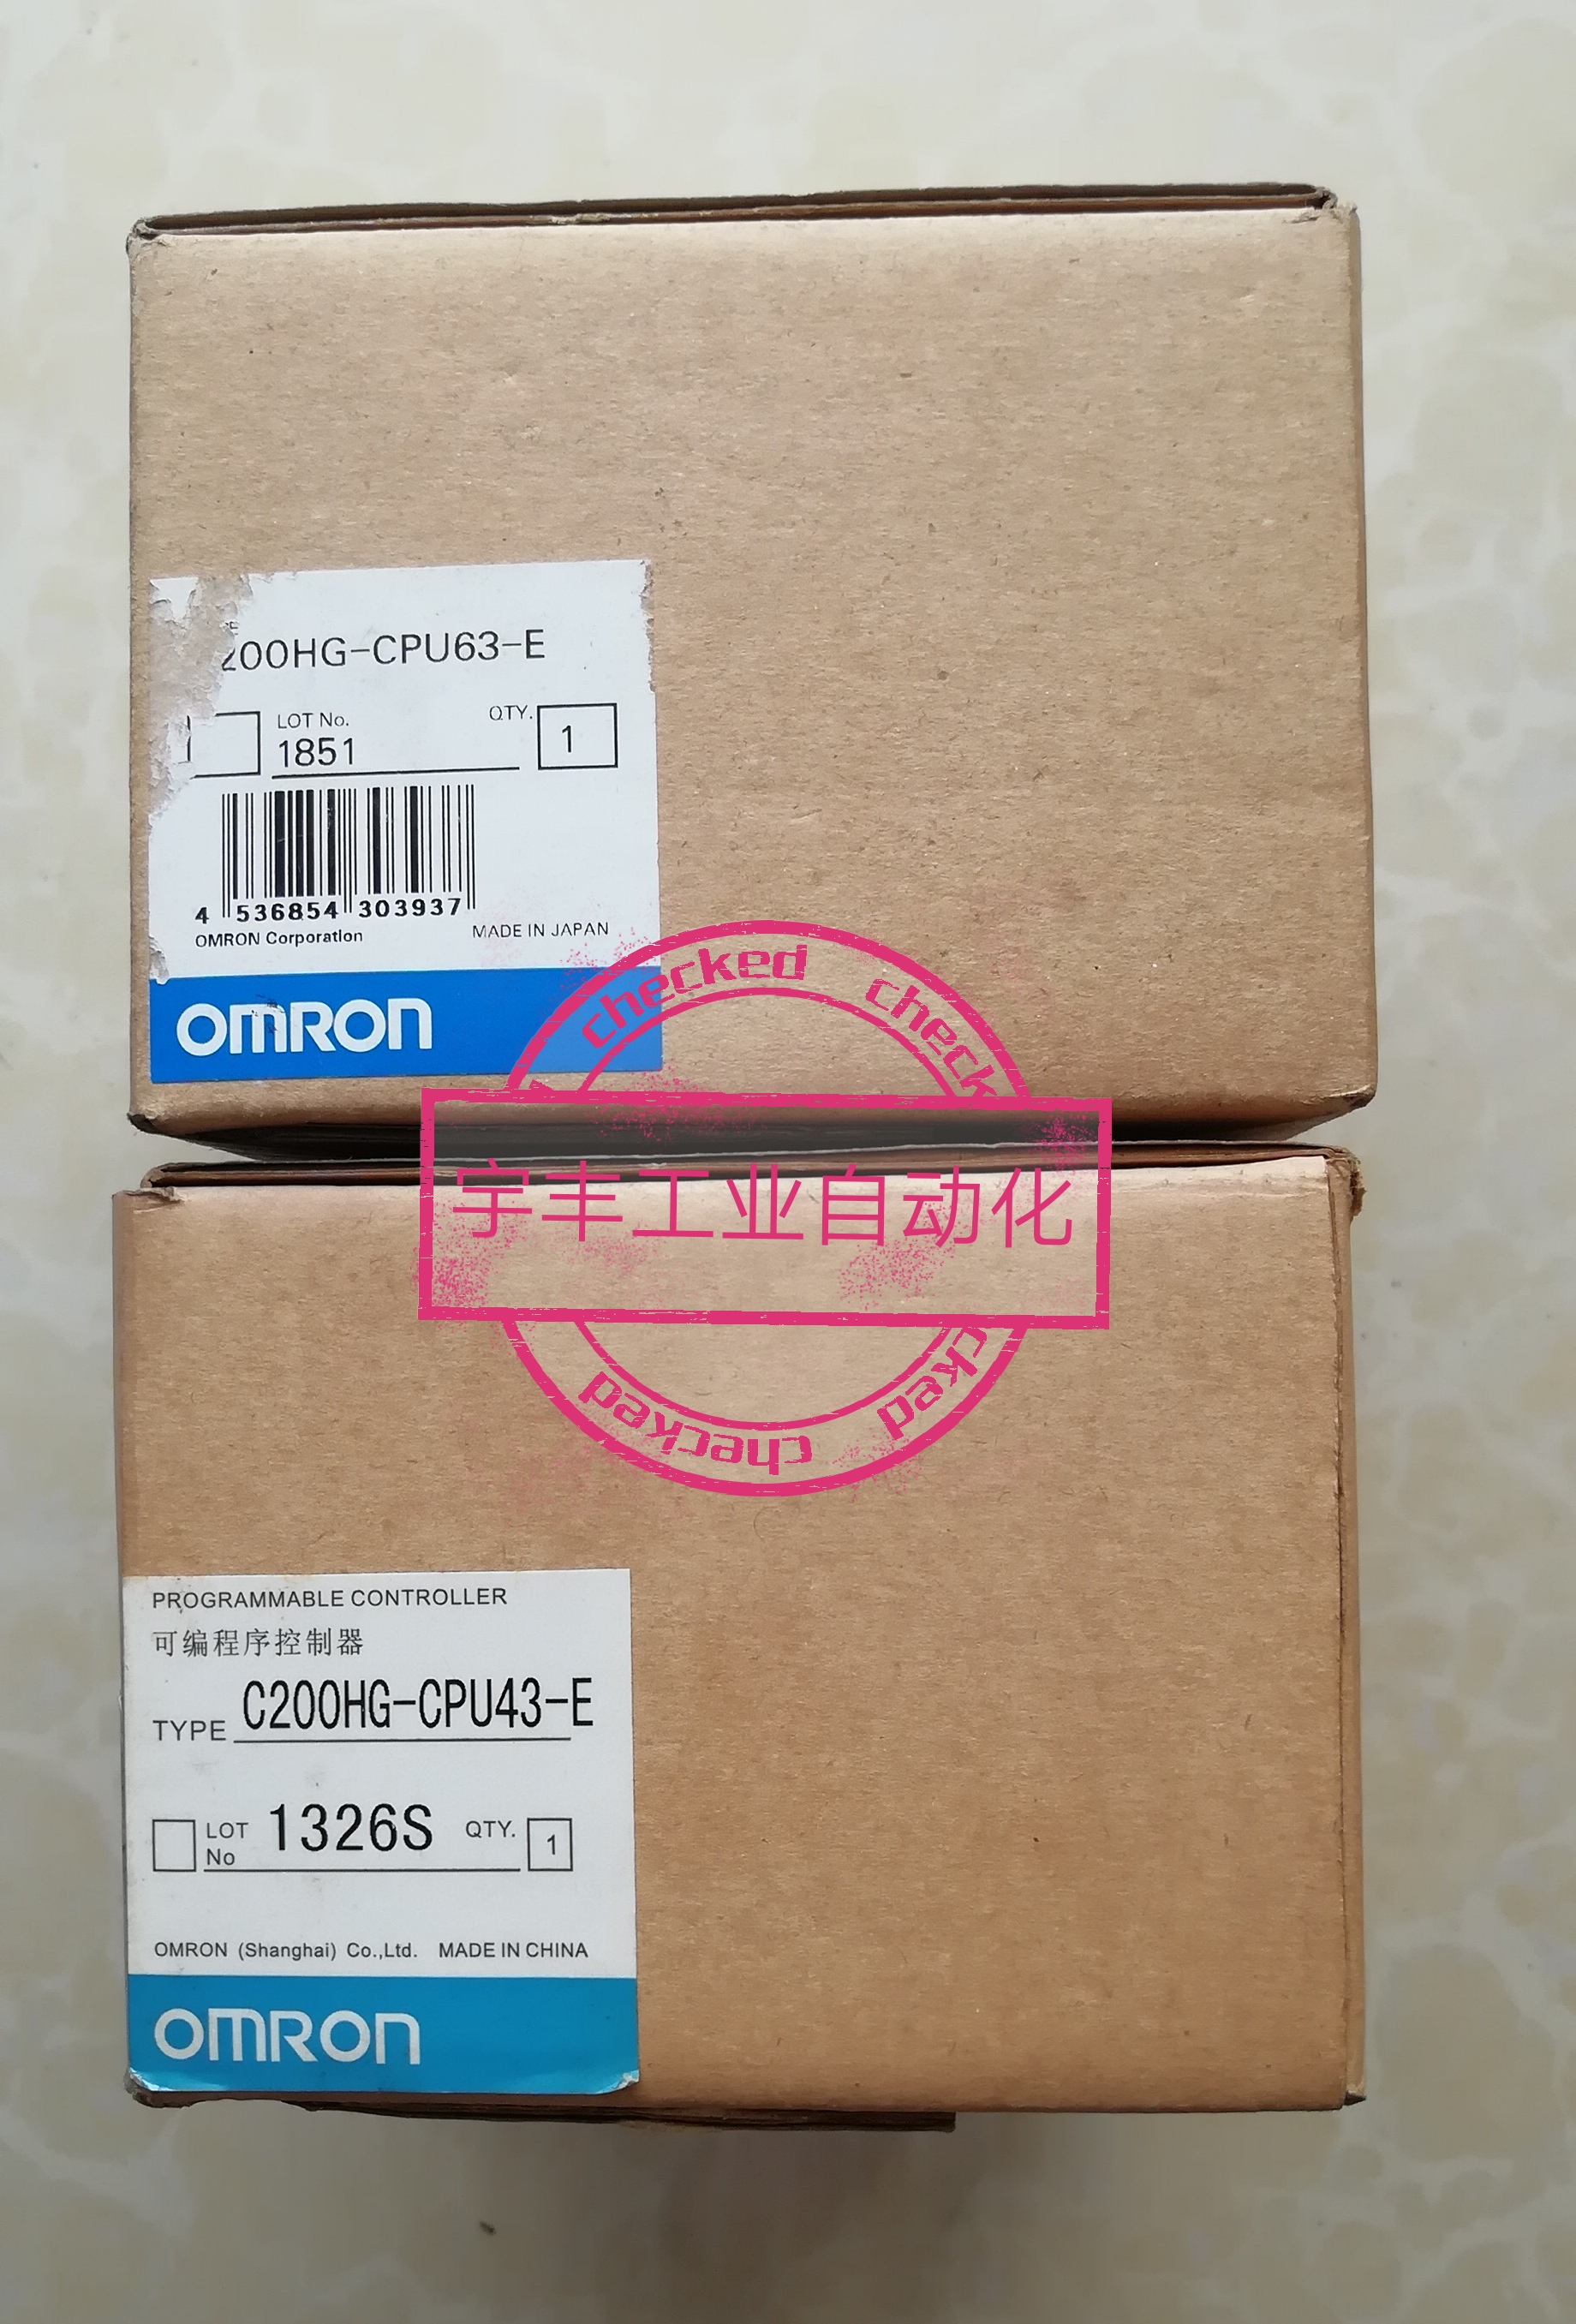 200HG-CPU63-E
LOT No.
QTY.
1851
1
4 536854 303937
OMRON Corporation
MADE IN JAPAN
OMRON
checked
check
宇丰工业自动化
cked
checked
PROGRAMMABLE CONTROLLER
可编程序控制器
TYPE C200HG-CPU43-E
LOT No 1326S QTY. 1
OMRON (Shanghai) Co.,Ltd. MADE IN CHINA
OMRON